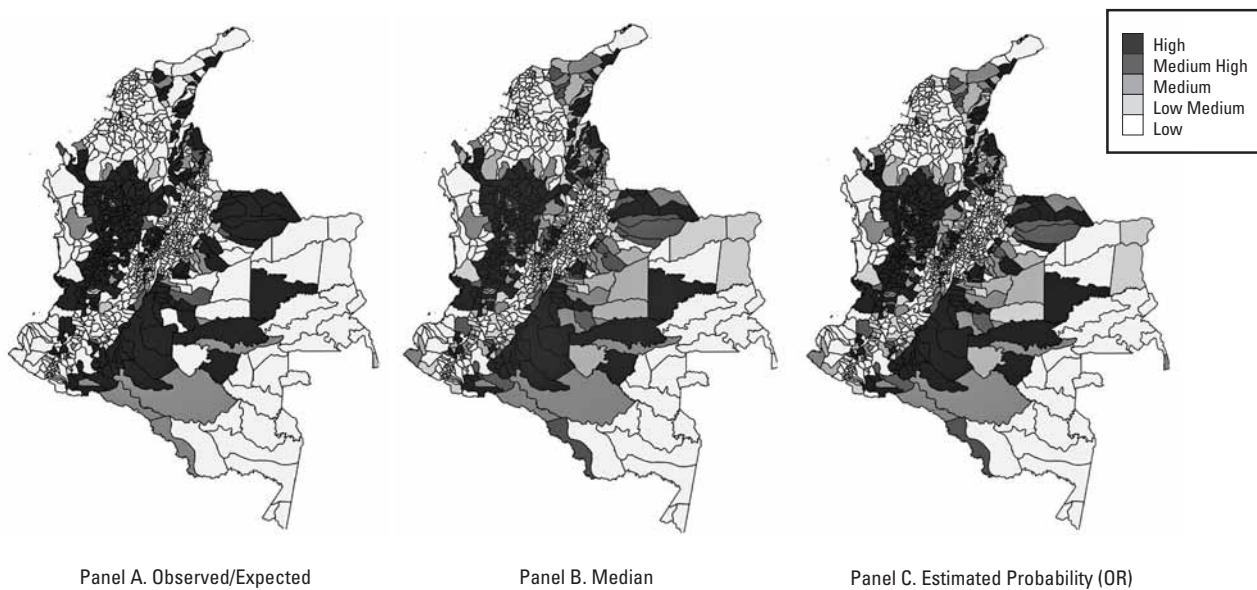 High
Medium High
Medium
Low Medium
Low
Panel A. Observed/Expected
Panel B. Median
Panel C. Estimated Probability (OR)